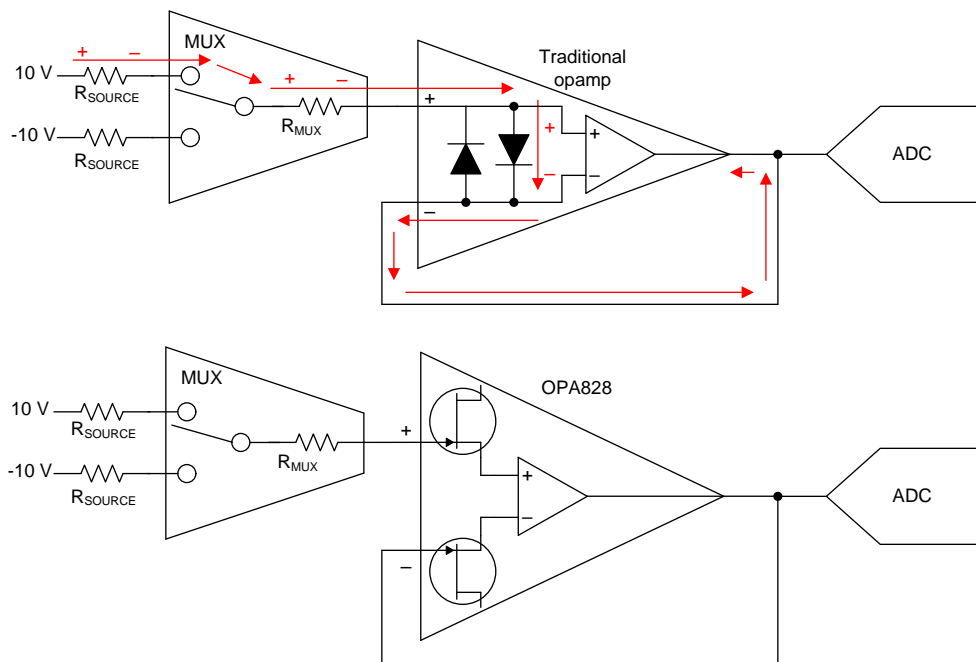 MUX
Traditional
opamp
+ −
+ −
10 V
RSOURCE
+
+
+
RMUX
ADC
-10 V
−
−
RSOURCE
−
MUX
OPA828
10 V
RSOURCE
+
RMUX
+
-10 V
−
ADC
RSOURCE
−